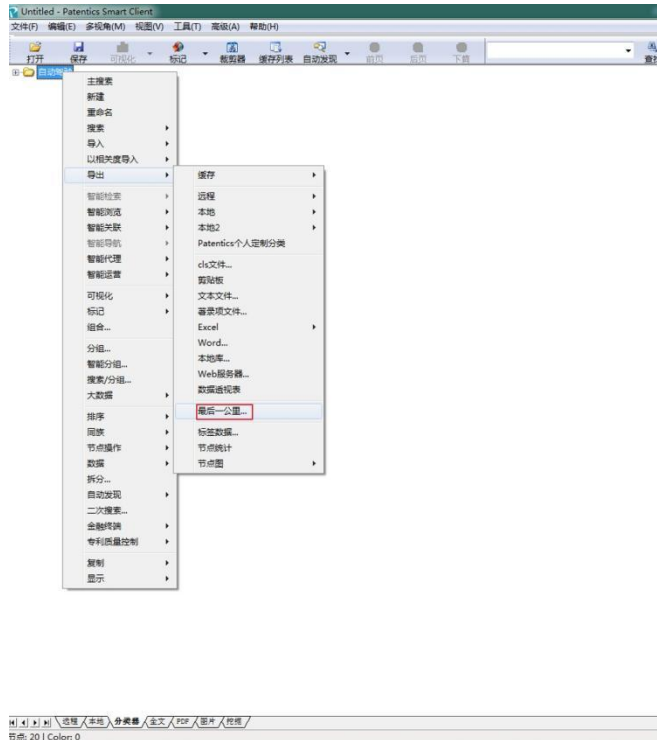 Untitled - Patentics Smart Client
文件(F) 编辑(E) 多视角(M) 视图(V) 工具(T) 高级(A) 帮助(H)
打开 保存 可视化 标记 裁剪器 缓存列表 自动发现 前页 后页 下篇
主搜索
新建
重命名
搜索
导入
以相关度导入
导出
智能检索
智能浏览
智能关联
智能导航
智能代理
智能运营
可视化
标记
组合...
分组...
智能分组...
搜索/分组...
大数据
排序
同族
节点操作
数据
拆分...
自动发现
二次搜索...
金融终端
专利质量控制
复制
显示
缓存
远程
本地
本地2
Patentics个人定制分类
cls文件...
剪贴板
文本文件...
著录项文件...
Excel
Word...
本地库...
Web服务器...
数据透视表
最后一公里...
标签数据...
节点统计
节点图
远程 本地 分类器 全文 PDF 图片 挖掘
节点: 20 | Color: 0